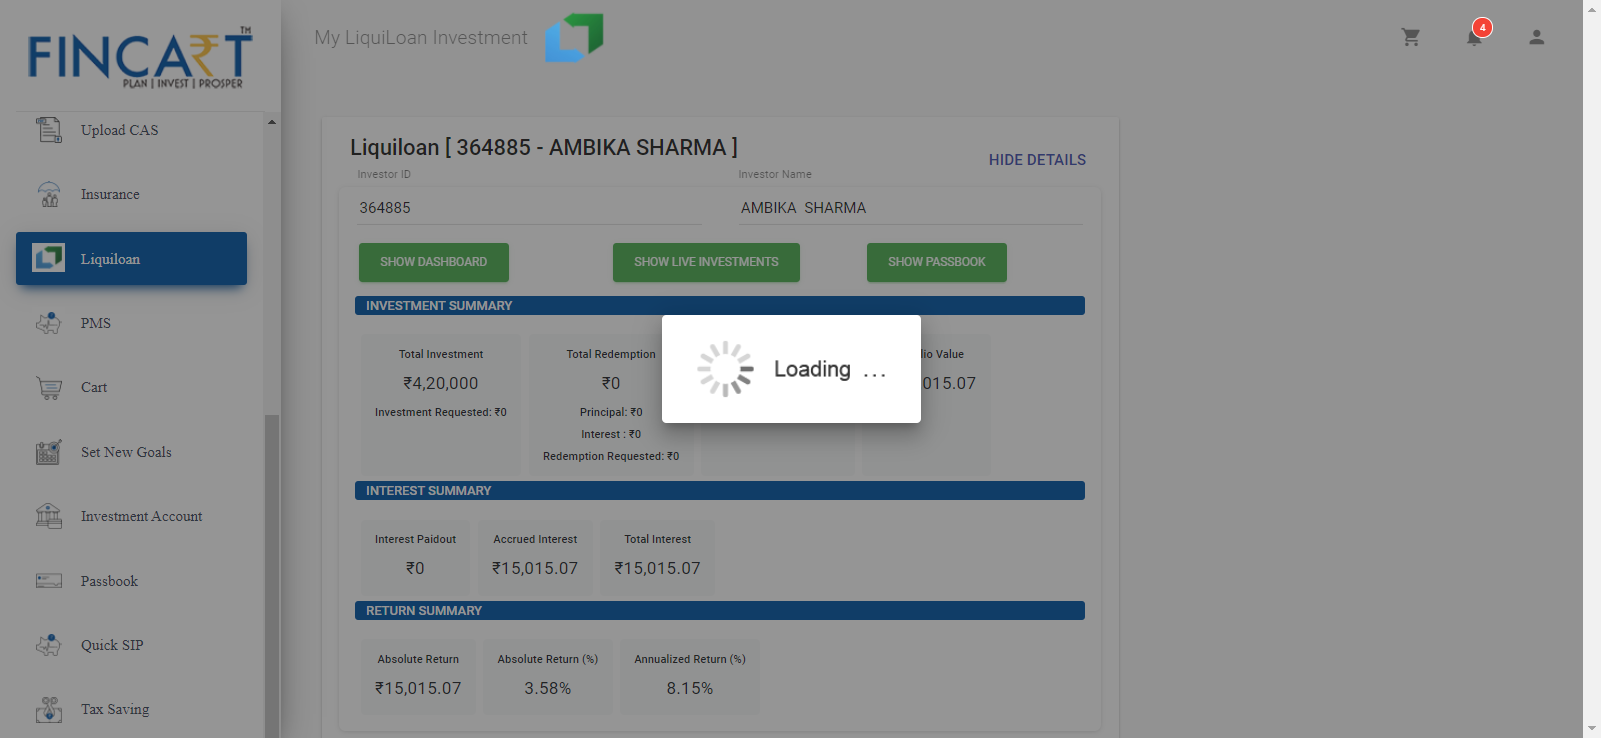 FINCART TM
PLAN | INVEST | PROSPER
My LiquiLoan Investment
4
Upload CAS
Insurance
Liquiloan
PMS
Cart
Set New Goals
Investment Account
Passbook
Quick SIP
Tax Saving
Liquiloan [ 364885 - AMBIKA SHARMA ]
HIDE DETAILS
Investor ID
Investor Name
364885
AMBIKA SHARMA
SHOW DASHBOARD
SHOW LIVE INVESTMENTS
SHOW PASSBOOK
INVESTMENT SUMMARY
Total Investment
₹4,20,000
Investment Requested: ₹0
Total Redemption
₹0
Principal: ₹0
Interest : ₹0
Redemption Requested: ₹0
Value
015.07
Loading ...
INTEREST SUMMARY
Interest Paidout
₹0
Accrued Interest
₹15,015.07
Total Interest
₹15,015.07
RETURN SUMMARY
Absolute Return
₹15,015.07
Absolute Return (%)
3.58%
Annualized Return (%)
8.15%